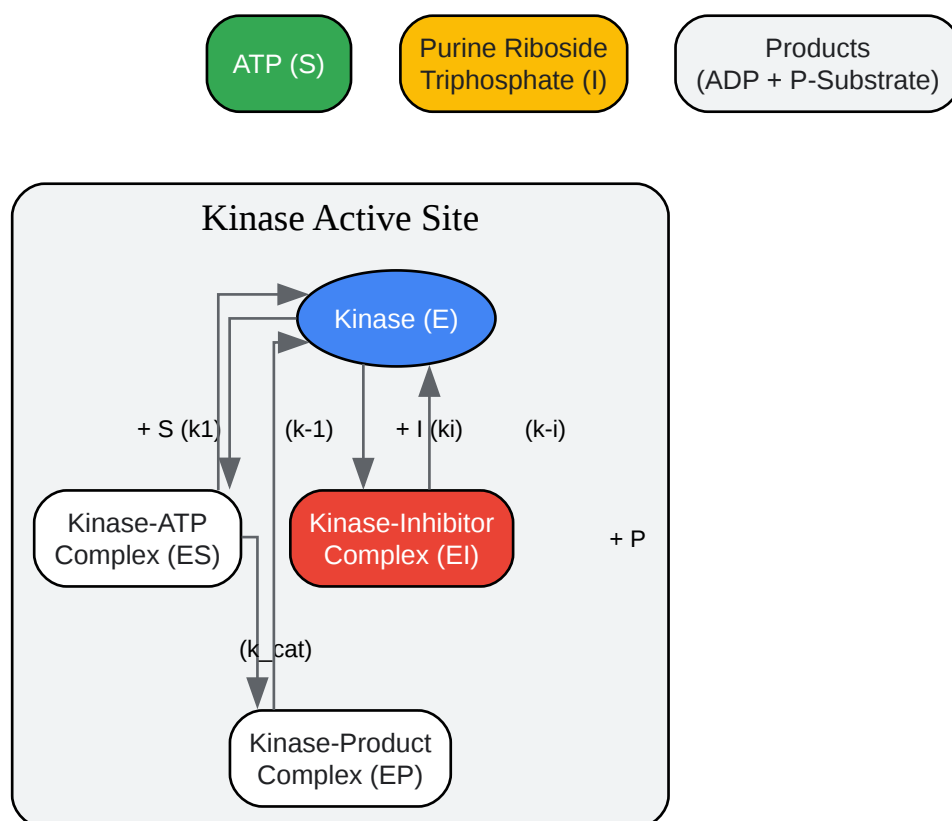 ATP (S)
Purine Riboside
Triphosphate (I)
Products
(ADP + P-Substrate)
Kinase Active Site
Kinase (E)
+ S (k1)
(k-1)
+ I (ki)
(k-i)
Kinase-ATP
Complex (ES)
Kinase-Inhibitor
Complex (EI)
+ P
(k_cat)
Kinase-Product
Complex (EP)